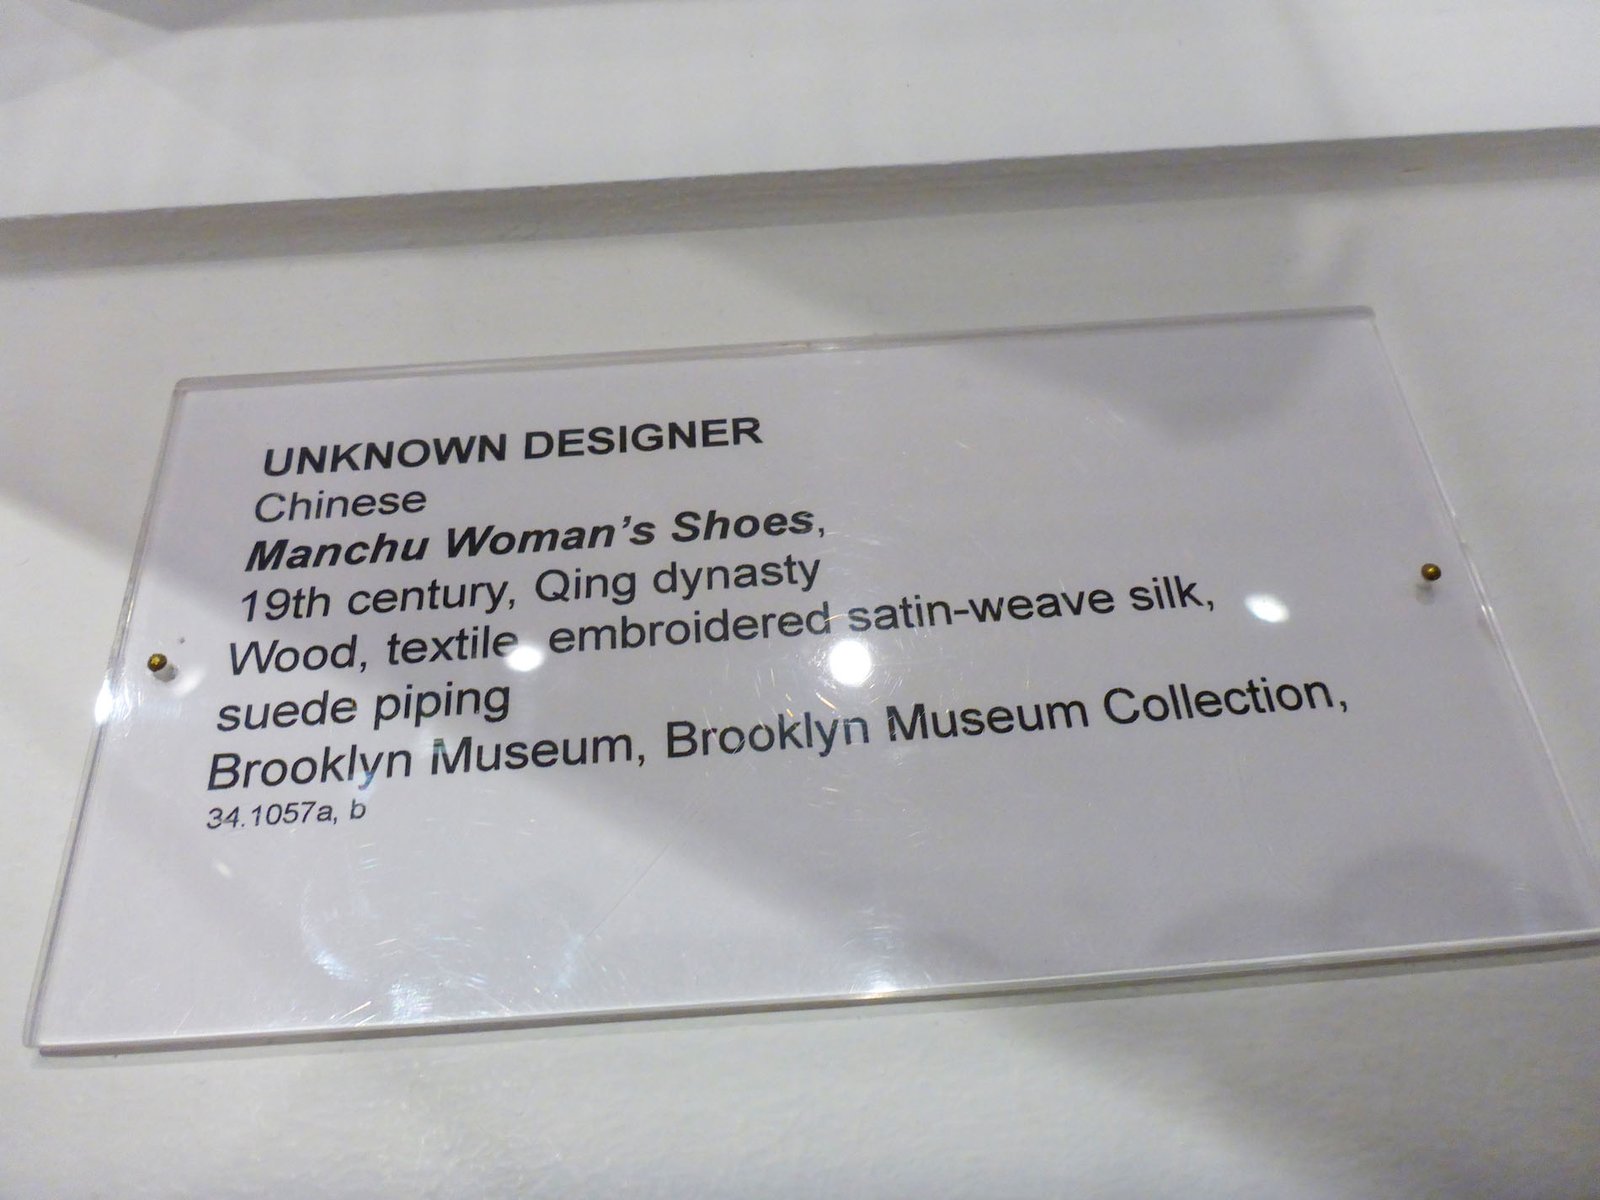 UNKNOWN DESIGNER
Chinese
Manchu Woman’s Shoes,
19th century, Qing dynasty
Wood, textile, embroidered satin-weave silk,
suede piping
Brooklyn Museum, Brooklyn Museum Collection,
34.1057a, b